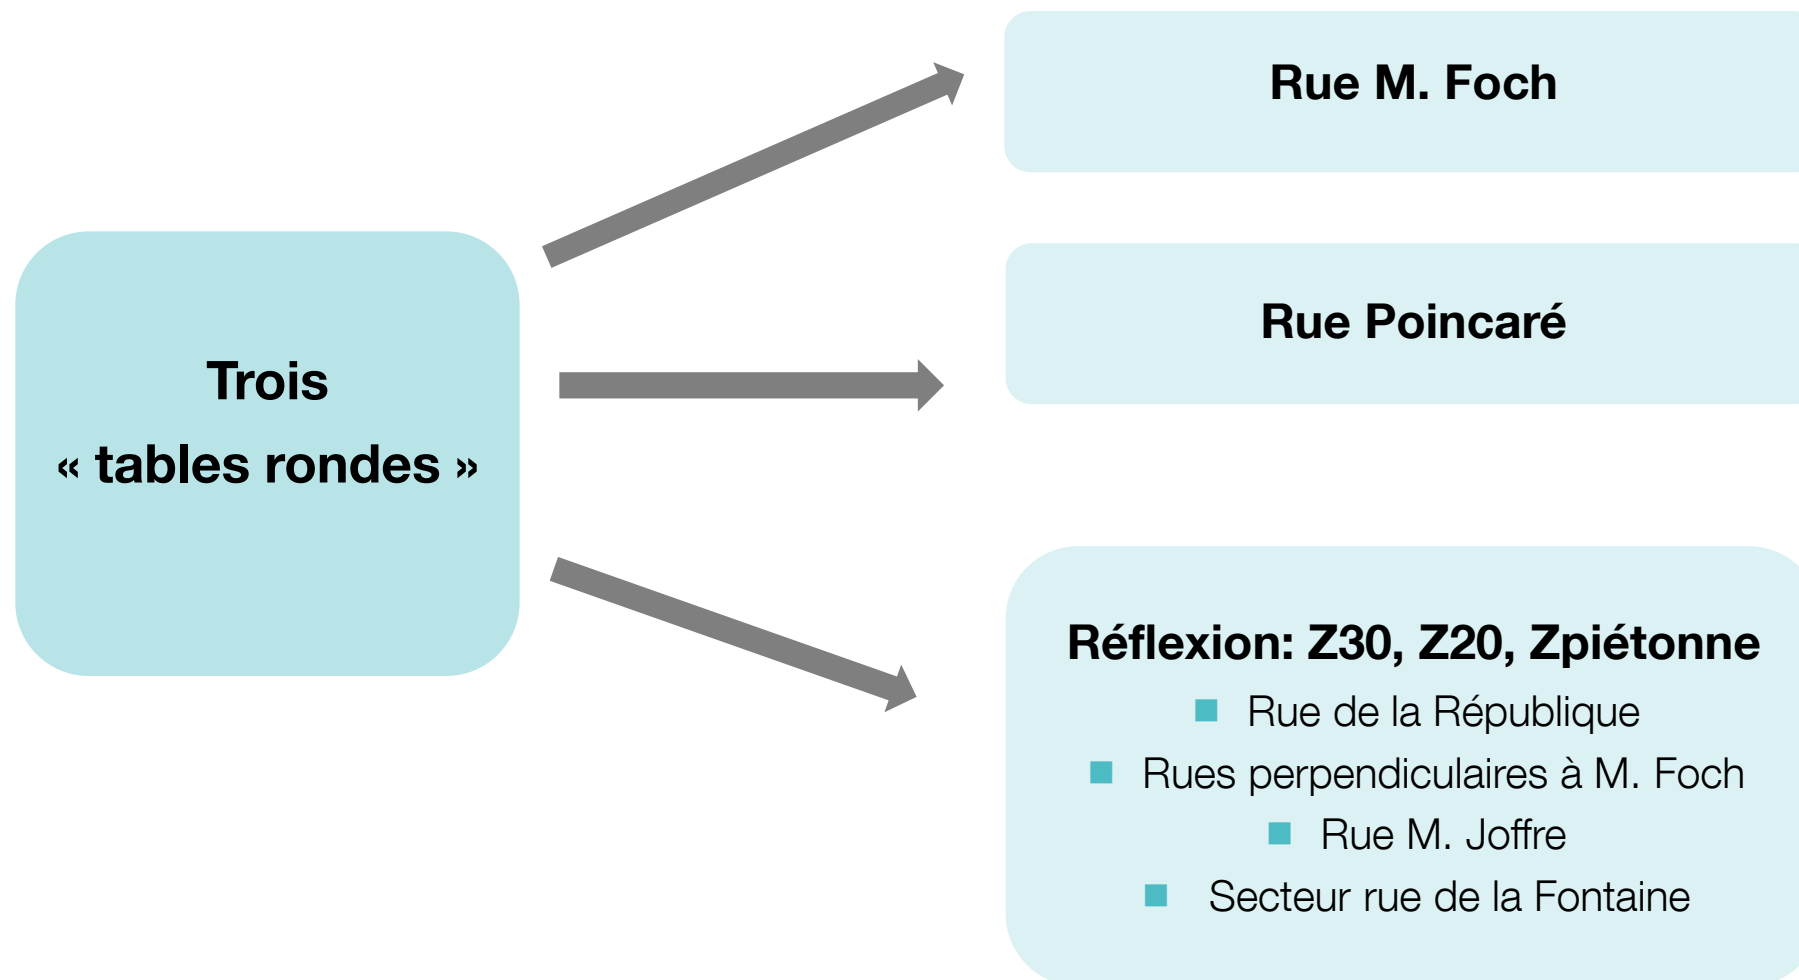 Trois
« tables rondes »
Rue M. Foch
Rue Poincaré
Réflexion: Z30, Z20, Zpiétonne
Rue de la République
Rues perpendiculaires à M. Foch
Rue M. Joffre
Secteur rue de la Fontaine